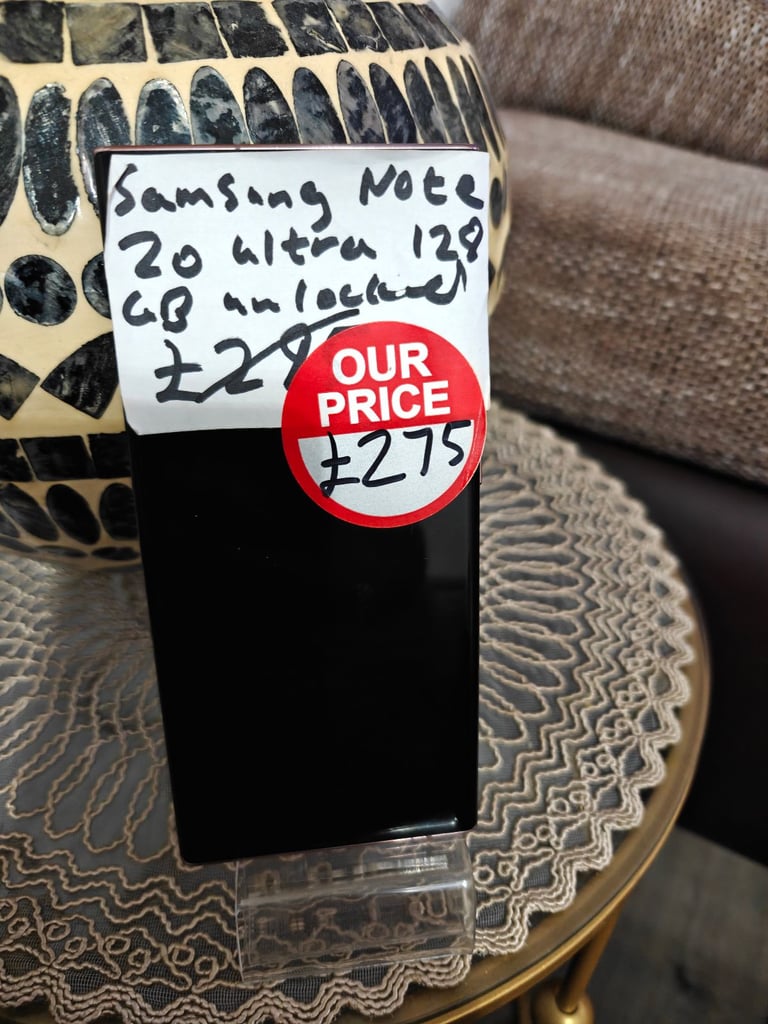 Samsung Note
20 ultra 128
GB unlocked
OUR
PRICE
£275